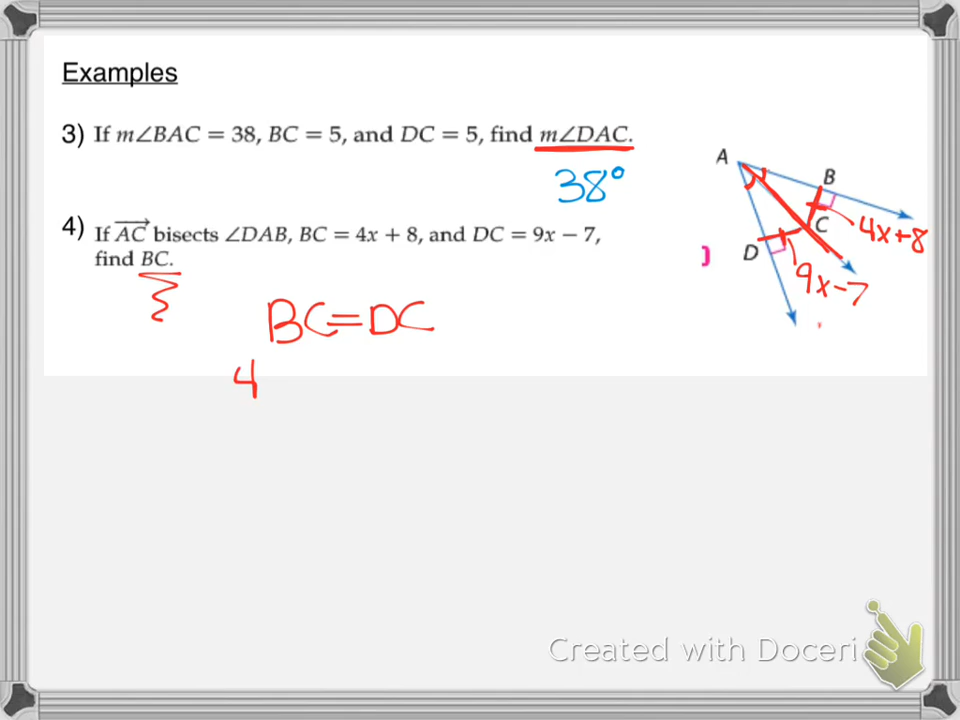 Examples
3) If m∠BAC = 38, BC = 5, and DC = 5, find m∠DAC.
38°
4) If AC bisects ∠DAB, BC = 4x + 8, and DC = 9x − 7,
find BC.
BC=DC
4
A
B
C
4x+8
D
9x-7
Created with Doceri